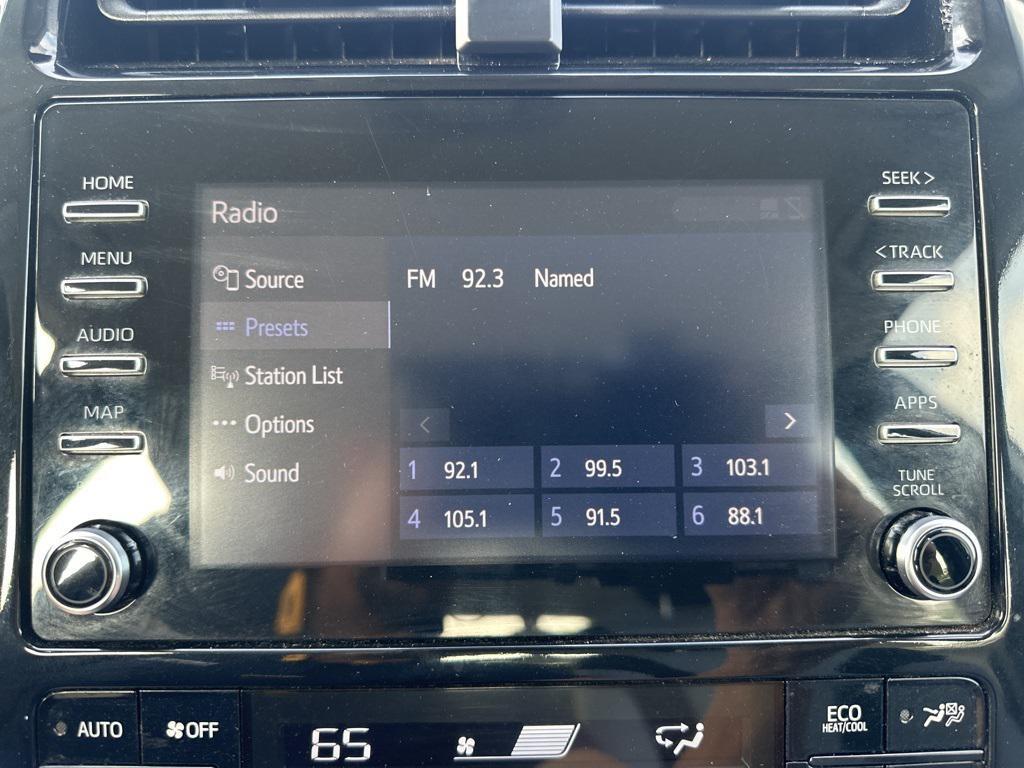 HOME
MENU
AUDIO
MAP
Radio
Source
Presets
Station List
Options
Sound
FM 92.3 Named
<
>
1 92.1
2 99.5
3 103.1
4 105.1
5 91.5
6 88.1
SEEK >
< TRACK
PHONE
APPS
TUNE
SCROLL
AUTO
OFF
65
ECO
HEAT/COOL